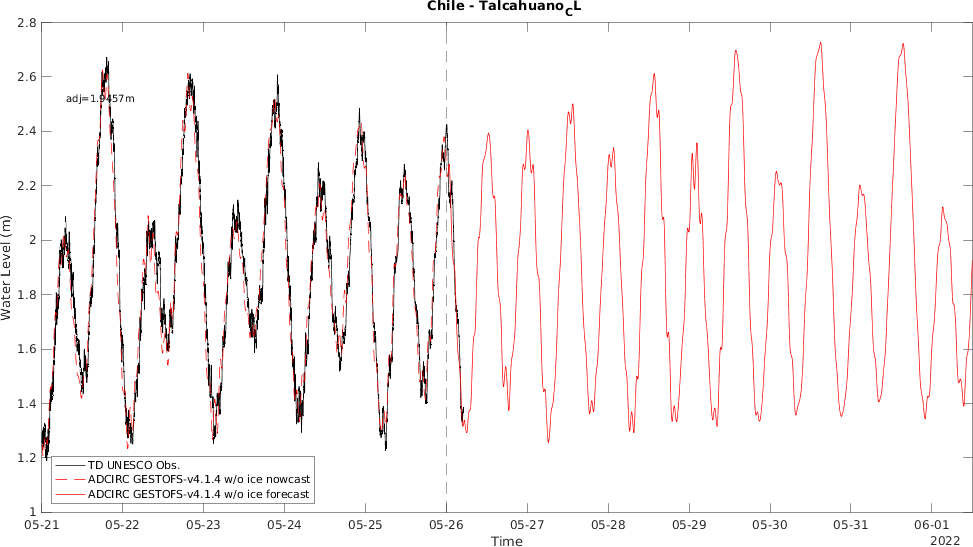 Chile - Talcahuano_CL
2.8
2.6
adj=1.9457m
2.4
2.2
2
Water Level (m)
1.8
1.6
1.4
1.2
TD UNESCO Obs.
ADCIRC GESTOFS-v4.1.4 w/o ice nowcast
ADCIRC GESTOFS-v4.1.4 w/o ice forecast
1
05-21 05-22 05-23 05-24 05-25 05-26 05-27 05-28 05-29 05-30 05-31 06-01
Time
2022